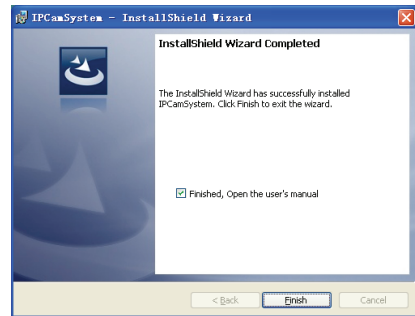 IPCamSystem - InstallShield Wizard
InstallShield Wizard Completed
The InstallShield Wizard has successfully installed
IPCamSystem. Click Finish to exit the wizard.
Finished, Open the user's manual
< Back
Finish
Cancel